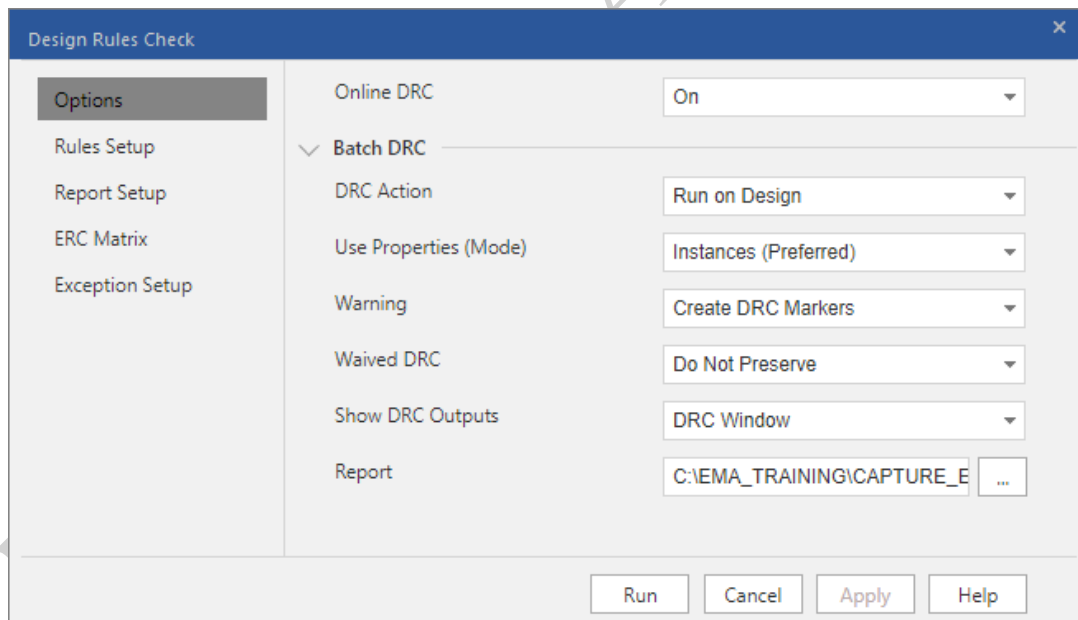 Design Rules Check
Options
Rules Setup
Report Setup
ERC Matrix
Exception Setup
Online DRC On
Batch DRC
DRC Action Run on Design
Use Properties (Mode) Instances (Preferred)
Warning Create DRC Markers
Waived DRC Do Not Preserve
Show DRC Outputs DRC Window
Report C:\EMA_TRAINING\CAPTURE_E ...
Run Cancel Apply Help